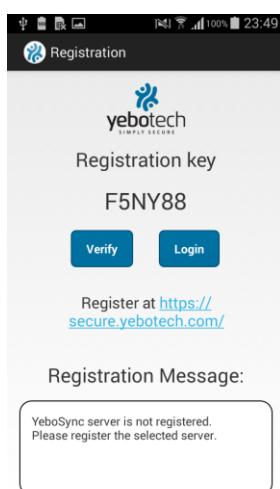 100% 23:49
Registration
yebotech
SIMPLY SECURE
Registration key
F5NY88
Verify Login
Register at https://
secure.yebotech.com/
Registration Message:
YeboSync server is not registered.
Please register the selected server.